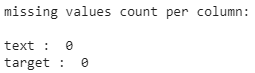 missing values count per column:
text :  0
target :  0